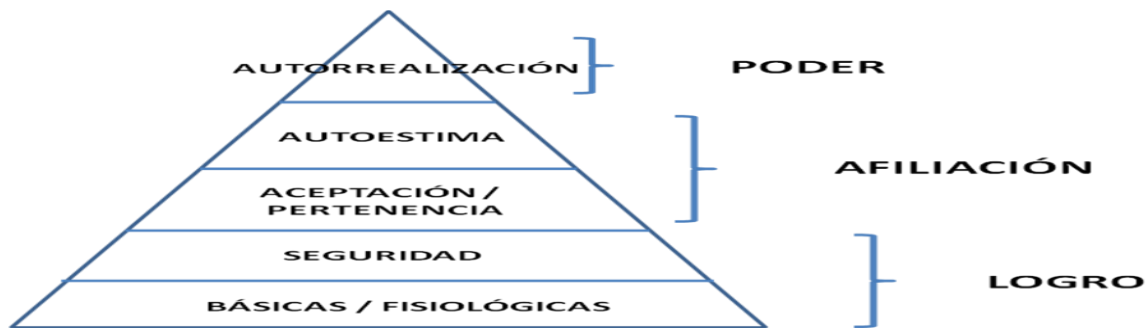 AUTORREALIZACIÓN
PODER
AUTOESTIMA
AFILIACIÓN
ACEPTACIÓN /
PERTENENCIA
SEGURIDAD
LOGRO
BÁSICAS / FISIOLÓGICAS